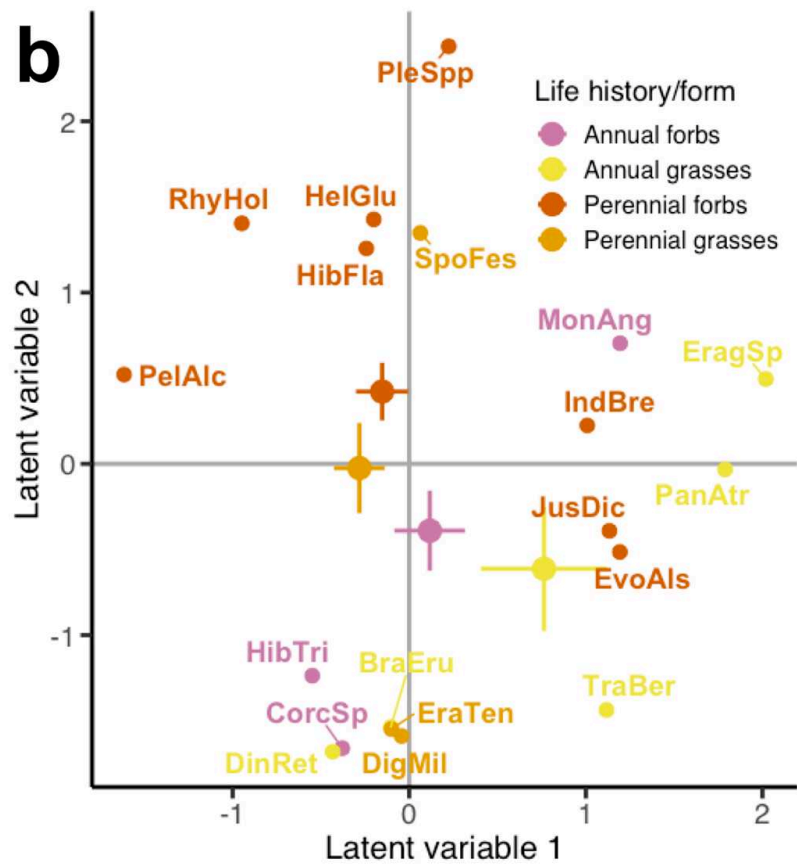 b
PleSpp
Life history/form
Annual forbs
Annual grasses
Perennial forbs
Perennial grasses
2
RhyHol
HelGlu
SpoFes
HibFla
1
MonAng
EragSp
PelAlc
IndBre
0
PanAtr
JusDic
EvoAls
-1
HibTri
BraEru
TraBer
CorcSp
EraTen
DinRet
DigMil
Latent variable 2
-1
0
1
2
Latent variable 1